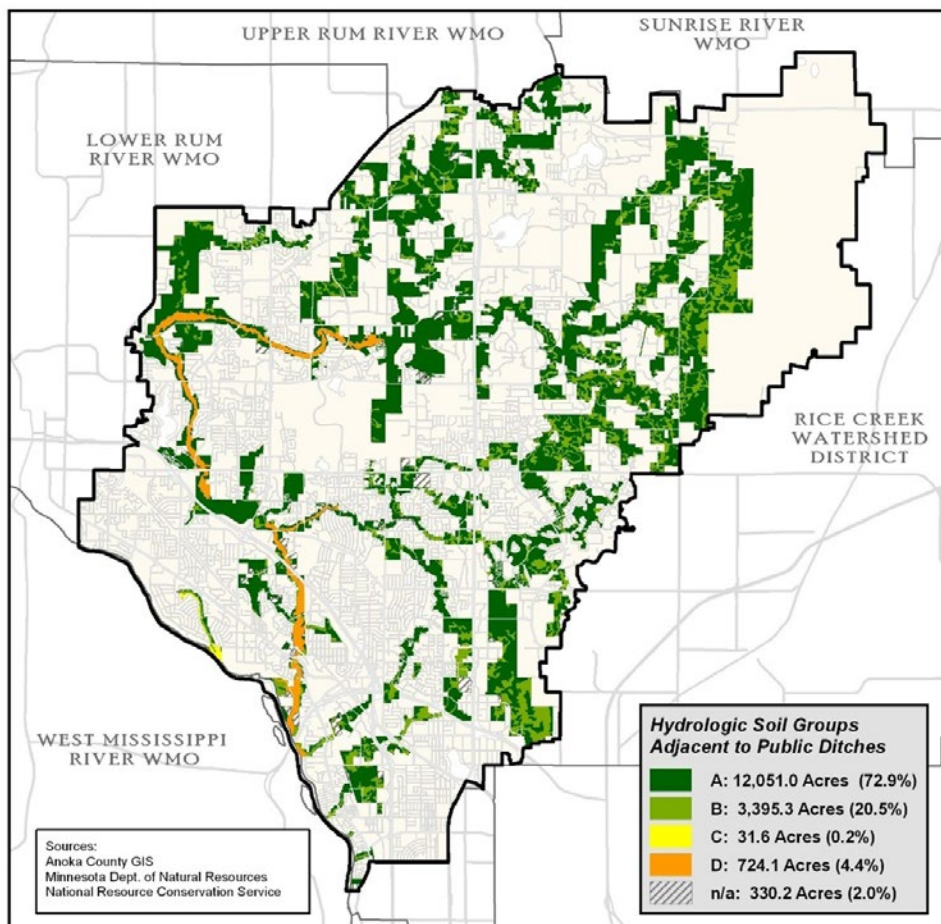 UPPER RUM RIVER WMO
SUNRISE RIVER
WMO
LOWER RUM
RIVER WMO
RICE CREEK
WATERSHED
DISTRICT
WEST MISSISSIPPI
RIVER WMO
Hydrologic Soil Groups
Adjacent to Public Ditches
A: 12,051.0 Acres (72.9%)
B: 3,395.3 Acres (20.5%)
C: 31.6 Acres (0.2%)
D: 724.1 Acres (4.4%)
n/a: 330.2 Acres (2.0%)
Sources:
Anoka County GIS
Minnesota Dept. of Natural Resources
National Resource Conservation Service